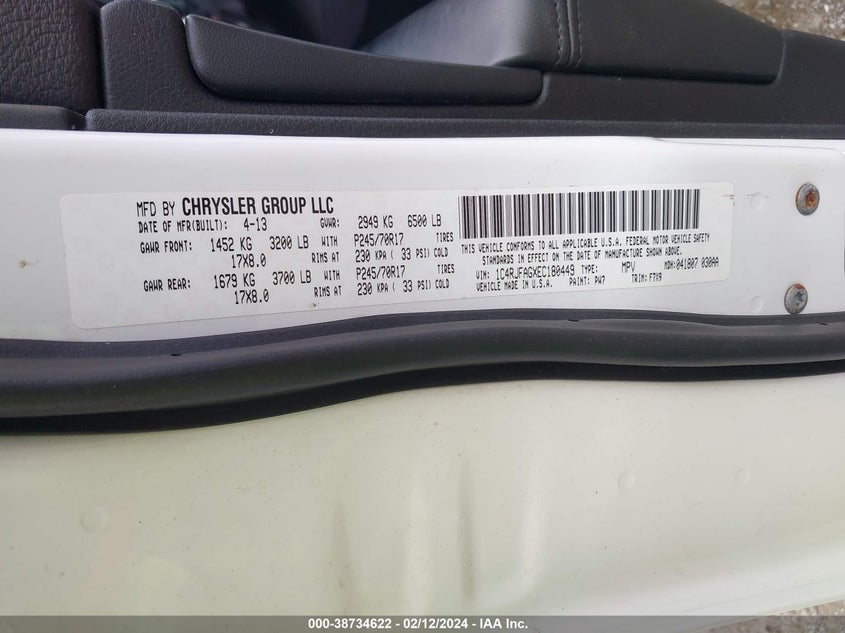 MFD BY CHRYSLER GROUP LLC
DATE OF MFR(BUILT): 4-13 GVWR: 2949 KG 6500 LB
GAWR FRONT: 1452 KG 3200 LB WITH P245/70R17 TIRES
17X8.0 RIMS AT 230 KPA ( 33 PSI) COLD
GAWR REAR: 1679 KG 3700 LB WITH P245/70R17 TIRES
17X8.0 RIMS AT 230 KPA ( 33 PSI) COLD
THIS VEHICLE CONFORMS TO ALL APPLICABLE U.S.A. FEDERAL MOTOR VEHICLE SAFETY
STANDARDS IN EFFECT ON THE DATE OF MANUFACTURE SHOWN ABOVE.
VIN: 1C4RJFAGXEC180449 TYPE: MPV MDH: 041807 030AA
VEHICLE MADE IN U.S.A. PAINT: PW7 TRIM: F7X9
000-38734622 - 02/12/2024 - IAA Inc.